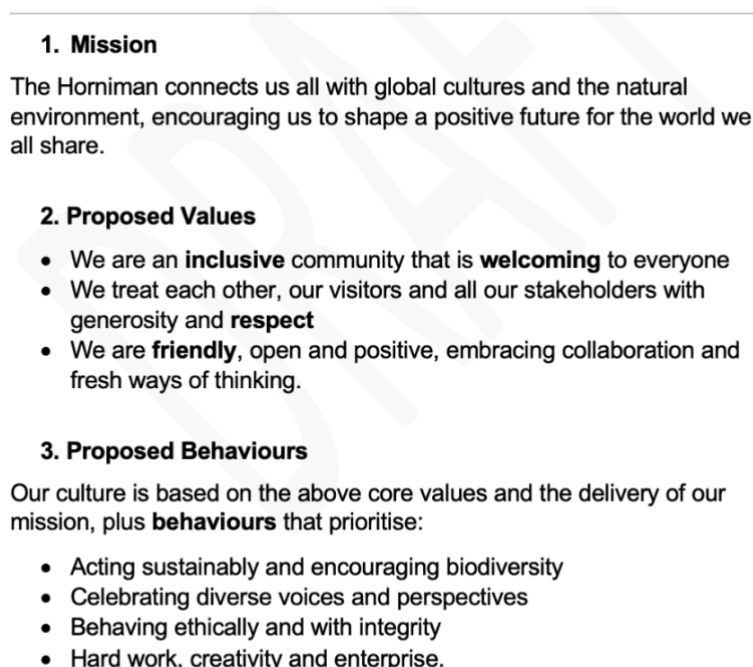 1. Mission
The Horniman connects us all with global cultures and the natural
environment, encouraging us to shape a positive future for the world we
all share.
2. Proposed Values
• We are an inclusive community that is welcoming to everyone
• We treat each other, our visitors and all our stakeholders with
generosity and respect
• We are friendly, open and positive, embracing collaboration and
fresh ways of thinking.
3. Proposed Behaviours
Our culture is based on the above core values and the delivery of our
mission, plus behaviours that prioritise:
• Acting sustainably and encouraging biodiversity
• Celebrating diverse voices and perspectives
• Behaving ethically and with integrity
• Hard work, creativity and enterprise.
DRAFT